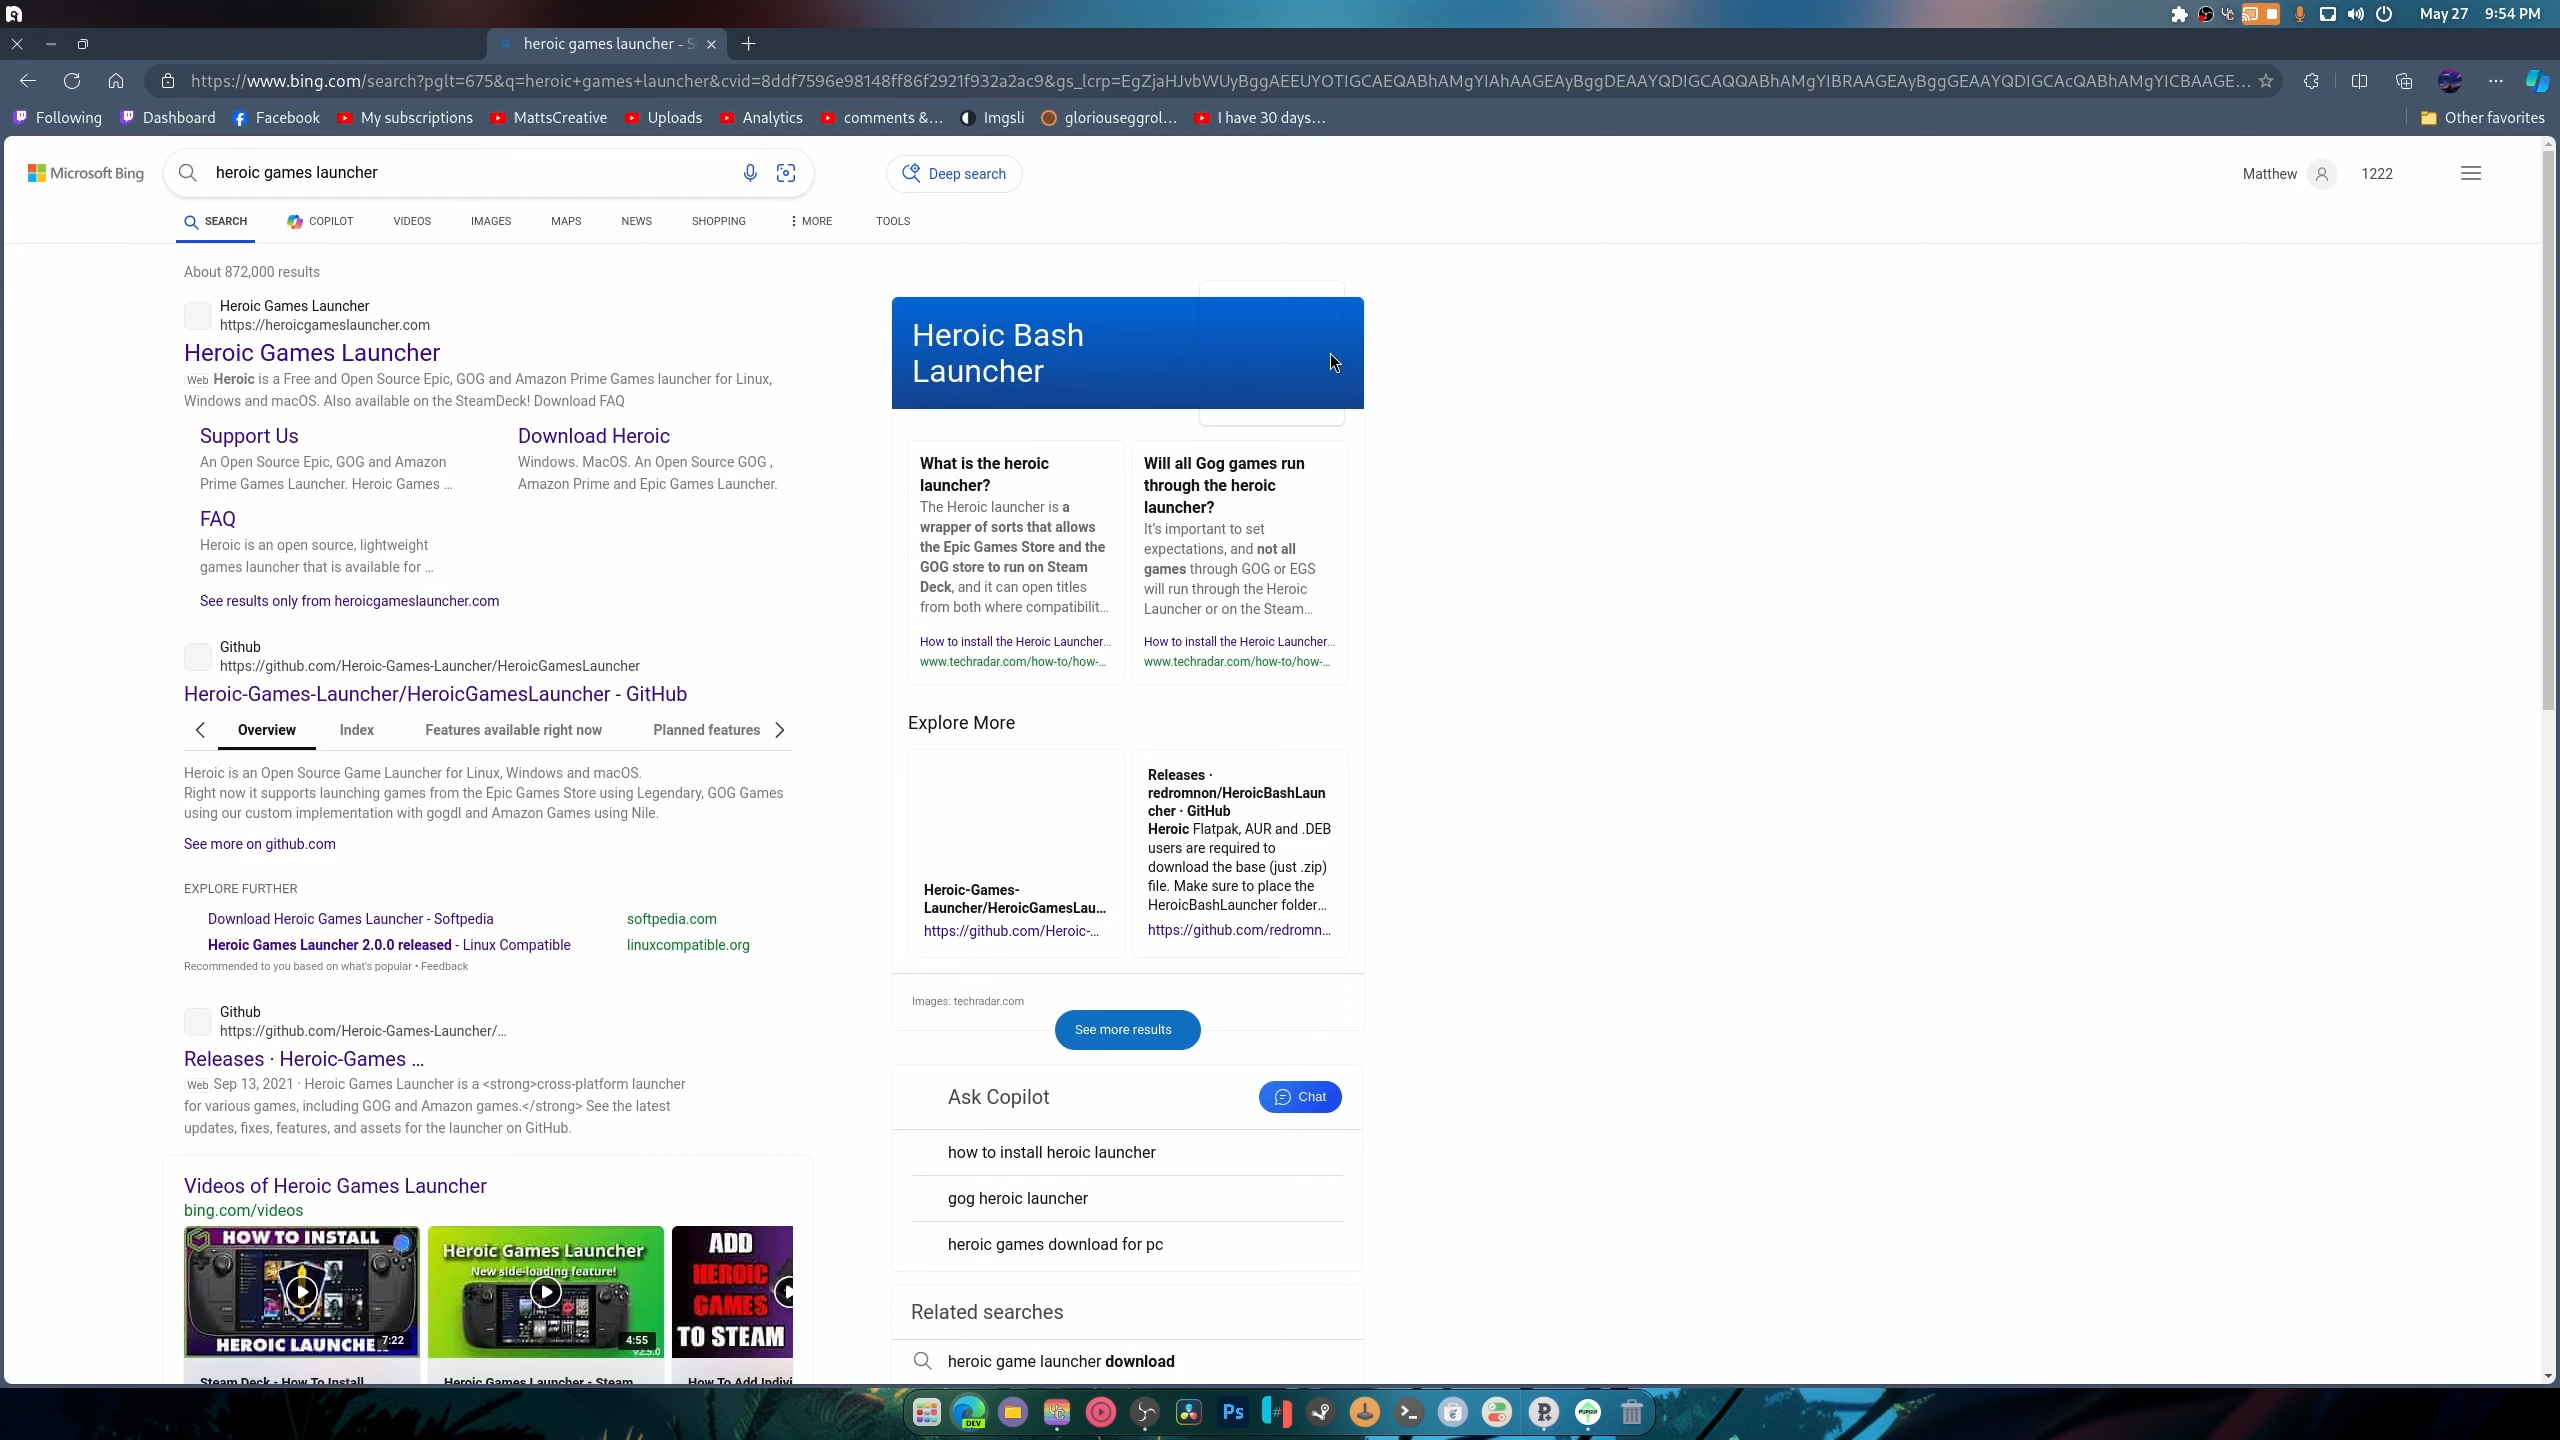 May 27 9:54 PM
heroic games launcher - S
https://www.bing.com/search?pglt=675&q=heroic+games+launcher&cvid=8ddf7596e98148ff86f2921f932a2ac9&gs_lcrp=EgZjaHJvbWUyBggAEEUYOTIGCAEQABhAMgYIAhAAGEAyBggDEAAYQDIGCAQQABhAMgYIBRAAGEAyBggGEAAYQDIGCAcQABhAMgYICBAAGE...
Following Dashboard Facebook My subscriptions MattsCreative Uploads Analytics comments &... Imgsli gloriouseggrol... I have 30 days... Other favorites
Microsoft Bing
heroic games launcher
Deep search
Matthew 1222
SEARCH COPILOT VIDEOS IMAGES MAPS NEWS SHOPPING MORE TOOLS
About 872,000 results
Heroic Games Launcher
https://heroicgameslauncher.com
Heroic Games Launcher
Web Heroic is a Free and Open Source Epic, GOG and Amazon Prime Games launcher for Linux,
Windows and macOS. Also available on the SteamDeck! Download FAQ
Support Us
An Open Source Epic, GOG and Amazon
Prime Games Launcher. Heroic Games ...
Download Heroic
Windows. MacOS. An Open Source GOG ,
Amazon Prime and Epic Games Launcher.
FAQ
Heroic is an open source, lightweight
games launcher that is available for ...
See results only from heroicgameslauncher.com
Github
https://github.com/Heroic-Games-Launcher/HeroicGamesLauncher
Heroic-Games-Launcher/HeroicGamesLauncher - GitHub
Overview Index Features available right now Planned features
Heroic is an Open Source Game Launcher for Linux, Windows and macOS.
Right now it supports launching games from the Epic Games Store using Legendary, GOG Games
using our custom implementation with gogdl and Amazon Games using Nile.
See more on github.com
EXPLORE FURTHER
Download Heroic Games Launcher - Softpedia softpedia.com
Heroic Games Launcher 2.0.0 released - Linux Compatible linuxcompatible.org
Recommended to you based on what's popular • Feedback
Github
https://github.com/Heroic-Games-Launcher/...
Releases · Heroic-Games ...
Web Sep 13, 2021 · Heroic Games Launcher is a <strong>cross-platform launcher
for various games, including GOG and Amazon games.</strong> See the latest
updates, fixes, features, and assets for the launcher on GitHub.
Videos of Heroic Games Launcher
bing.com/videos
HOW TO INSTALL
HEROIC LAUNCHE
7:22
Steam Deck - How To Install
Heroic Games Launcher
New side-loading feature!
4:55
V2.5.0
Heroic Games Launcher - Steam
ADD
HEROIC
GAMES
TO STEAM
How To Add Indivi
Heroic Bash
Launcher
What is the heroic
launcher?
The Heroic launcher is a
wrapper of sorts that allows
the Epic Games Store and the
GOG store to run on Steam
Deck, and it can open titles
from both where compatibilit...
How to install the Heroic Launcher...
www.techradar.com/how-to/how-...
Will all Gog games run
through the heroic
launcher?
It's important to set
expectations, and not all
games through GOG or EGS
will run through the Heroic
Launcher or on the Steam...
How to install the Heroic Launcher...
www.techradar.com/how-to/how-...
Explore More
Heroic-Games-
Launcher/HeroicGamesLau...
https://github.com/Heroic-...
Releases ·
redromnon/HeroicBashLaun
cher · GitHub
Heroic Flatpak, AUR and .DEB
users are required to
download the base (just .zip)
file. Make sure to place the
HeroicBashLauncher folder...
https://github.com/redromn...
Images: techradar.com
See more results
Ask Copilot
Chat
how to install heroic launcher
gog heroic launcher
heroic games download for pc
Related searches
heroic game launcher download
DEV
Ps